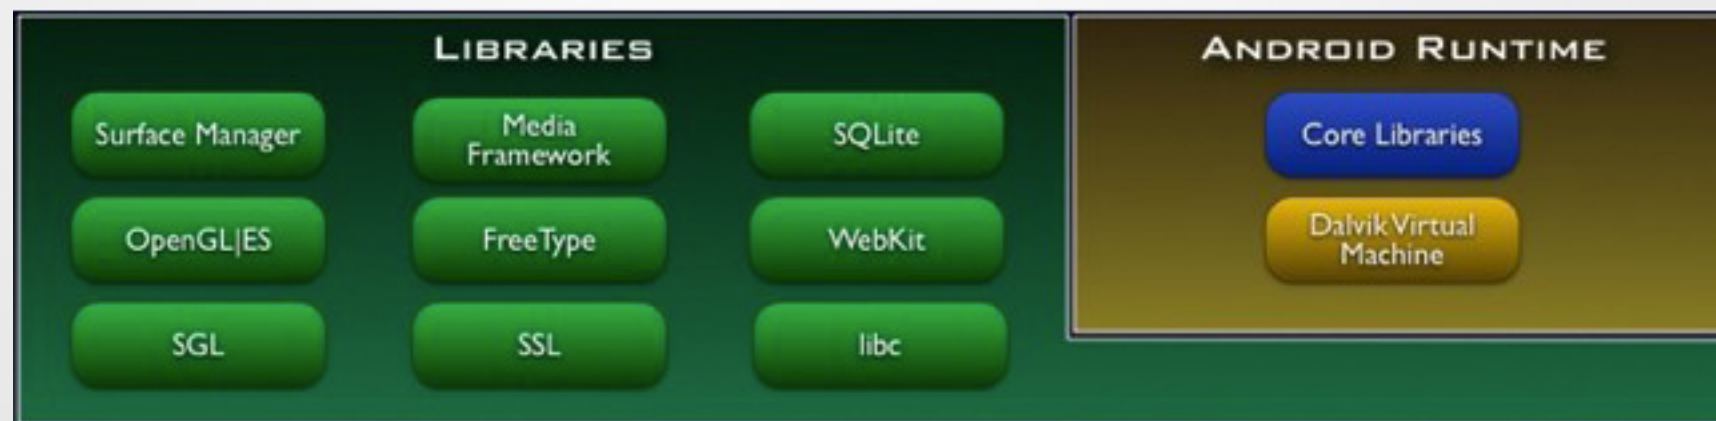 LIBRARIES
ANDROID RUNTIME
Surface Manager
Media
Framework
SQLite
Core Libraries
OpenGL|ES
FreeType
WebKit
Dalvik Virtual
Machine
SGL
SSL
libc